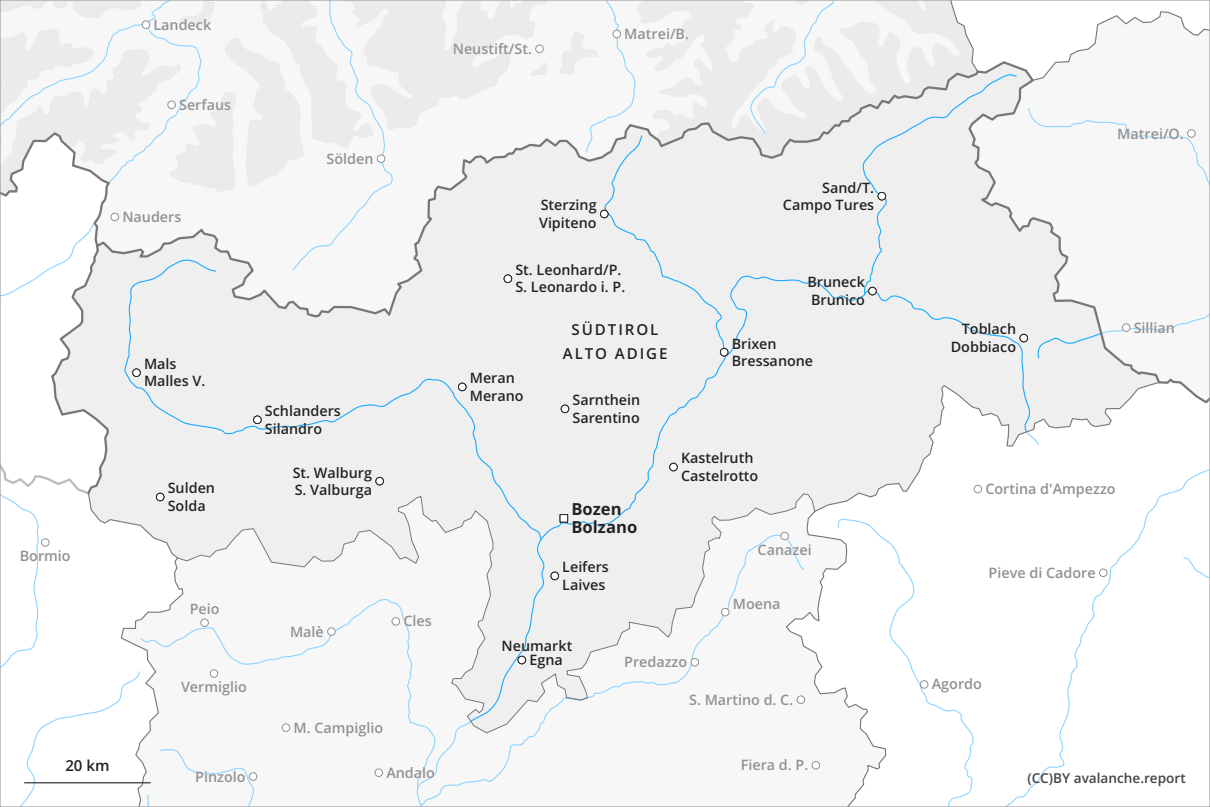 Landeck
Neustift/St.
Matrei/B.
Serfaus
Matrei/O.
Sölden
Sand/T.
Campo Tures
Sterzing
Vipiteno
Nauders
St. Leonhard/P.
S. Leonardo i. P.
Bruneck
Brunico
SÜDTIROL
ALTO ADIGE
Toblach
Dobbiaco
Sillian
Brixen
Bressanone
Mals
Malles V.
Meran
Merano
Schlanders
Silandro
Sarnthein
Sarentino
Kastelruth
Castelrotto
St. Walburg
S. Valburga
Sulden
Solda
Cortina d'Ampezzo
Bozen
Bolzano
Bormio
Canazei
Leifers
Laives
Pieve di Cadore
Peio
Malè
Cles
Moena
Neumarkt
Egna
Predazzo
Vermiglio
Agordo
S. Martino d. C.
M. Campiglio
20 km
Pinzolo
Andalo
Fiera d. P.
(CC)BY avalanche.report